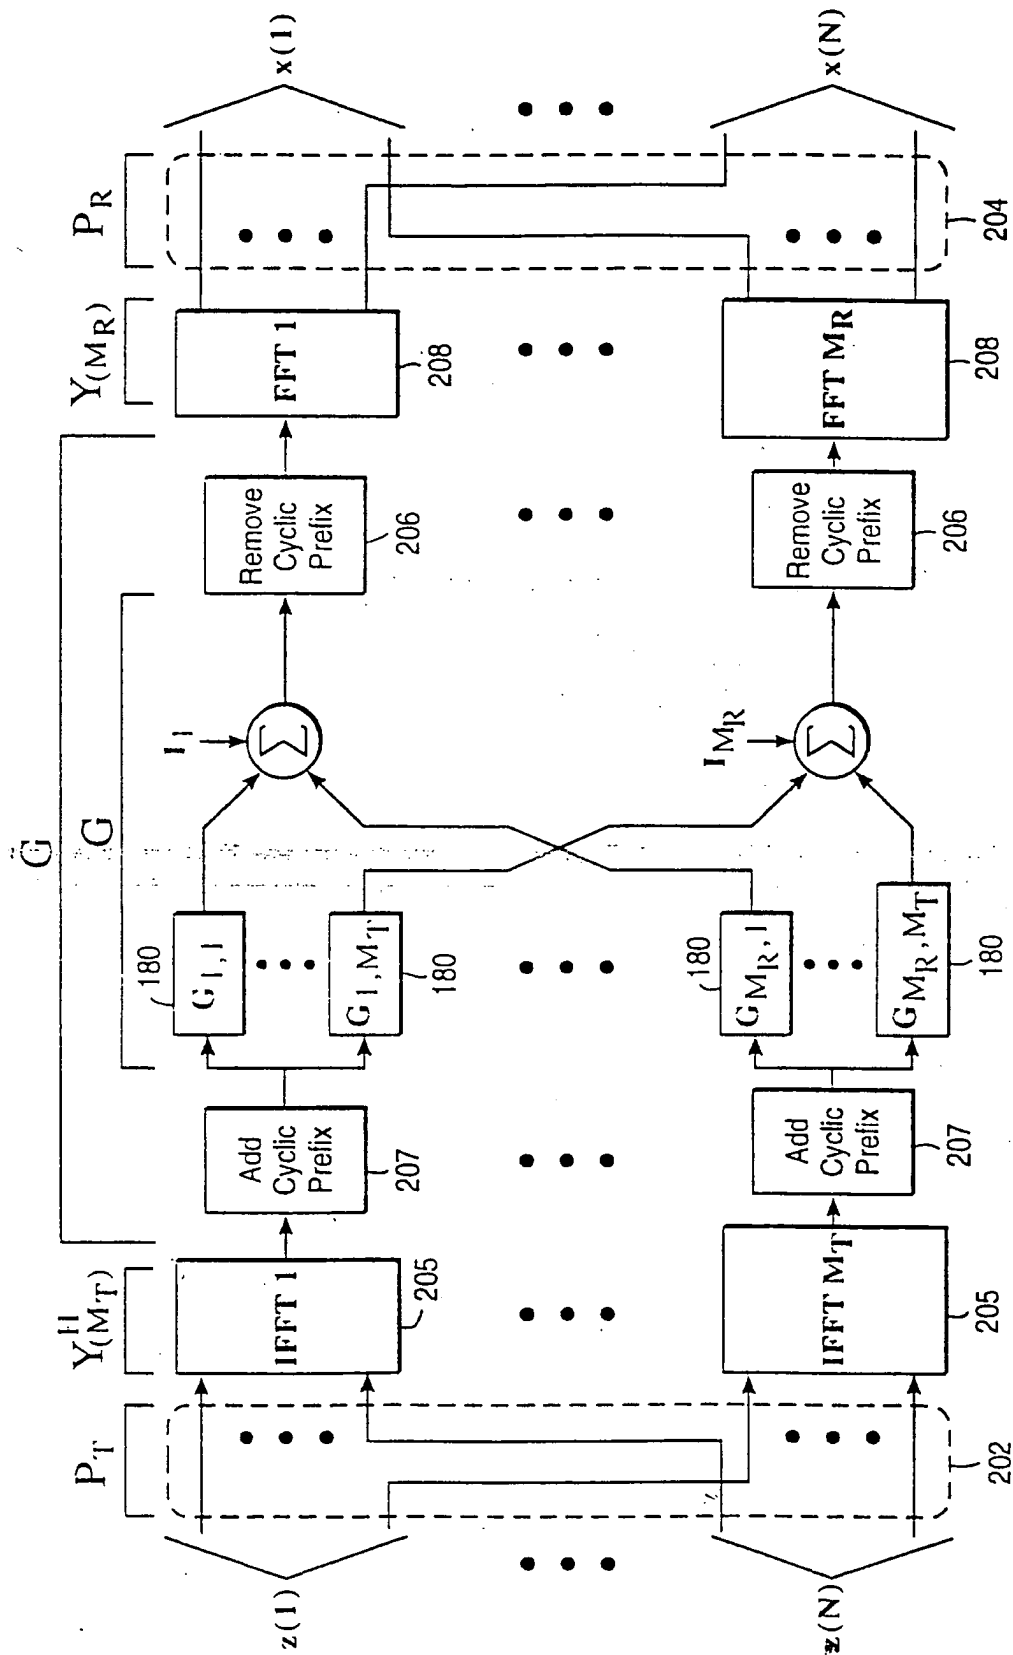 P_T
Y^H_(M_T)
G̃
G
Y_(M_R)
P_R
z(1)
IFFT 1
205
Add
Cyclic
Prefix
207
180
G_1,1
G_1,M_T
180
I_1
Σ
Remove
Cyclic
Prefix
206
FFT 1
208
x(1)
z(N)
202
IFFT M_T
205
Add
Cyclic
Prefix
207
180
G_M_R,1
G_M_R,M_T
180
I_M_R
Σ
Remove
Cyclic
Prefix
206
FFT M_R
208
204
x(N)